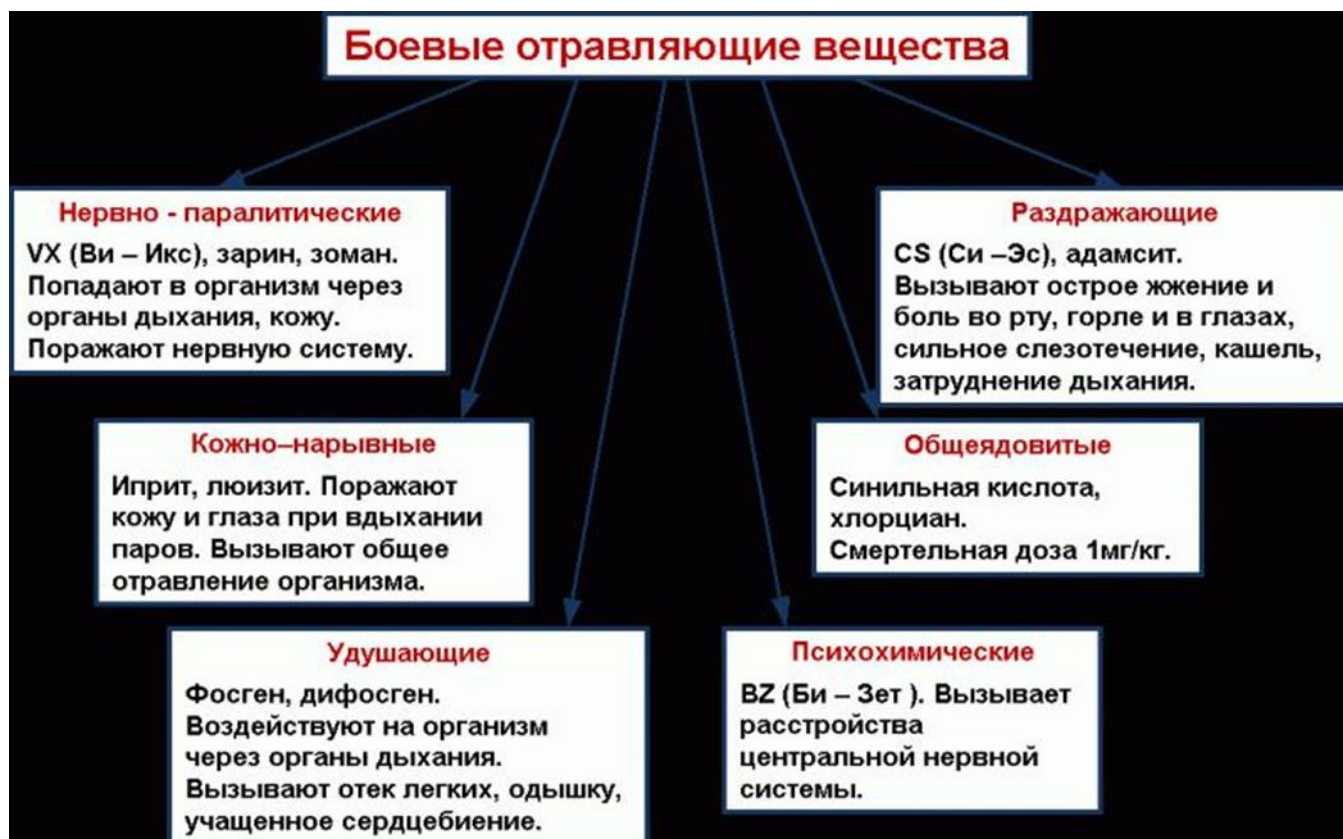 Боевые отравляющие вещества
Нервно - паралитические
VX (Ви – Икс), зарин, зоман.
Попадают в организм через
органы дыхания, кожу.
Поражают нервную систему.
Раздражающие
CS (Си –Эс), адамсит.
Вызывают острое жжение и
боль во рту, горле и в глазах,
сильное слезотечение, кашель,
затруднение дыхания.
Кожно–нарывные
Иприт, люизит. Поражают
кожу и глаза при вдыхании
паров. Вызывают общее
отравление организма.
Общеядовитые
Синильная кислота,
хлорциан.
Смертельная доза 1мг/кг.
Удушающие
Фосген, дифосген.
Воздействуют на организм
через органы дыхания.
Вызывают отек легких, одышку,
учащенное сердцебиение.
Психохимические
BZ (Би – Зет ). Вызывает
расстройства
центральной нервной
системы.